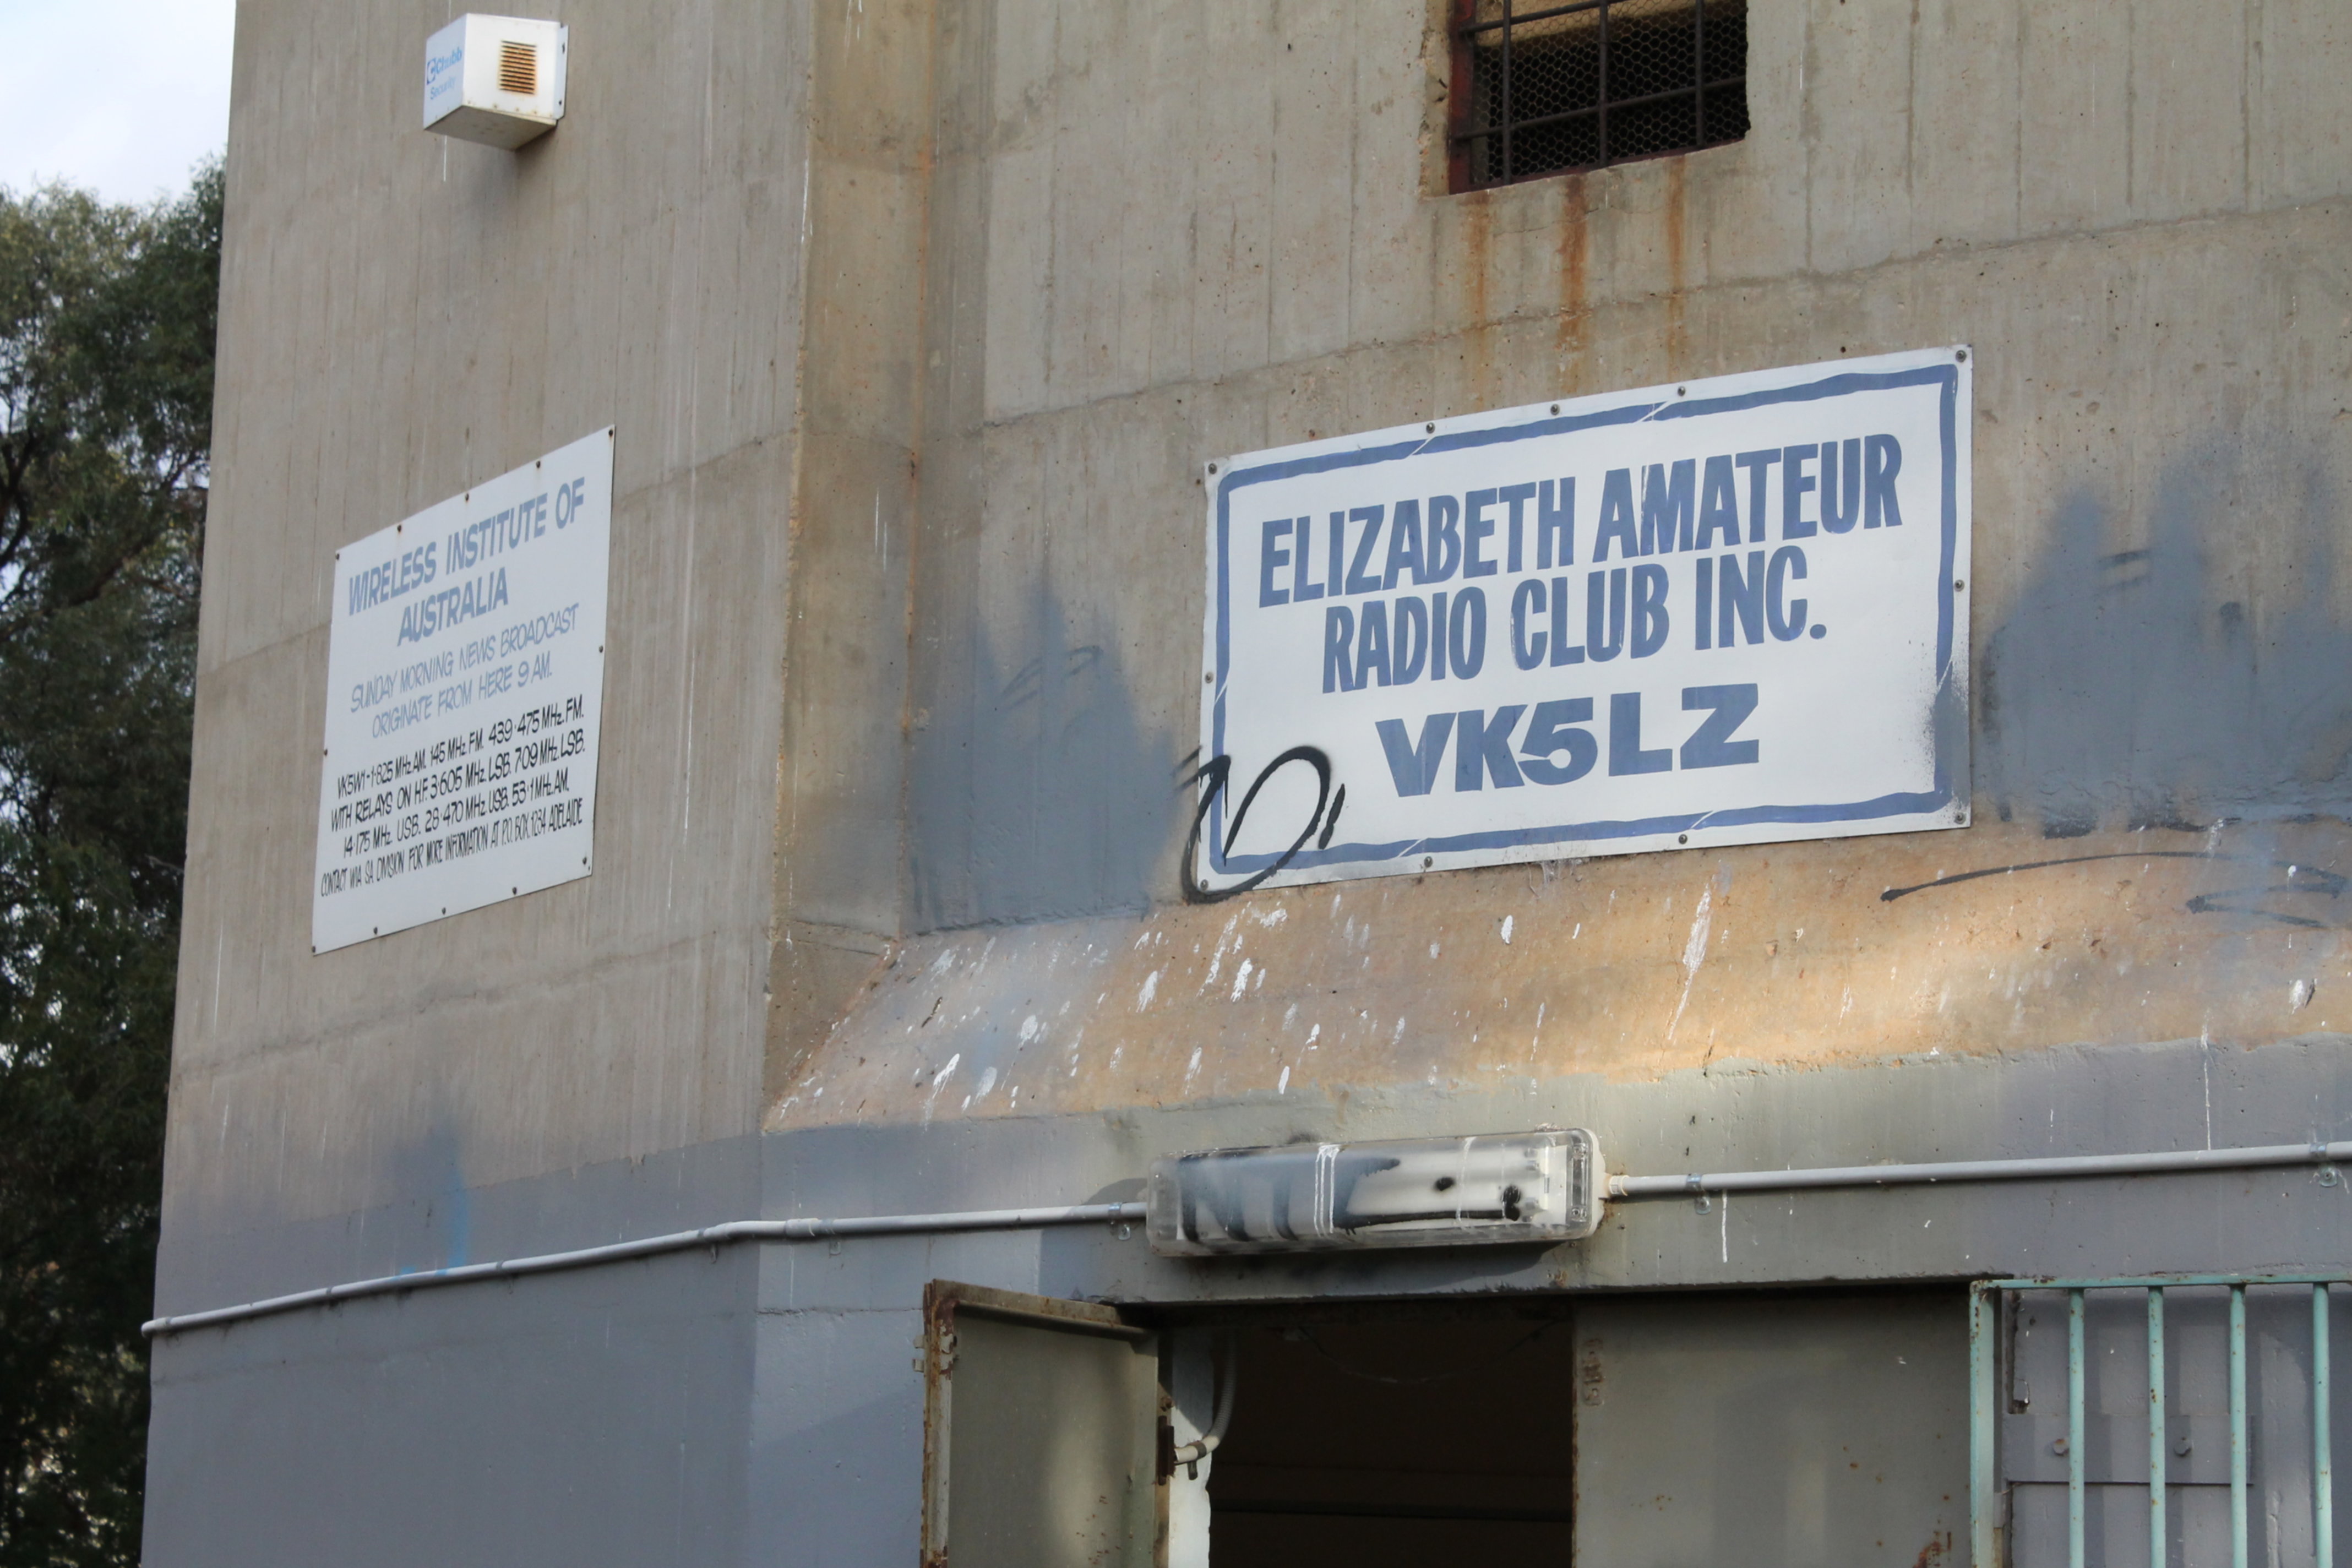 Chubb
Security
WIRELESS INSTITUTE OF
AUSTRALIA
SUNDAY MORNING NEWS BROADCAST
ORIGINATE FROM HERE 9 AM.
VK5WI-1·825 MHz.AM. 145 MHz FM. 439·475 MHz. FM.
WITH RELAYS ON H.F. 3·605 MHz. LSB. 7·09 MHz. LSB.
14·175 MHz. USB. 28·470 MHz. USB. 53·1 MHz. AM.
CONTACT WIA SA. DIVISION FOR MORE INFORMATION AT P.O. BOX.1234 ADELAIDE
ELIZABETH AMATEUR
RADIO CLUB INC.
VK5LZ